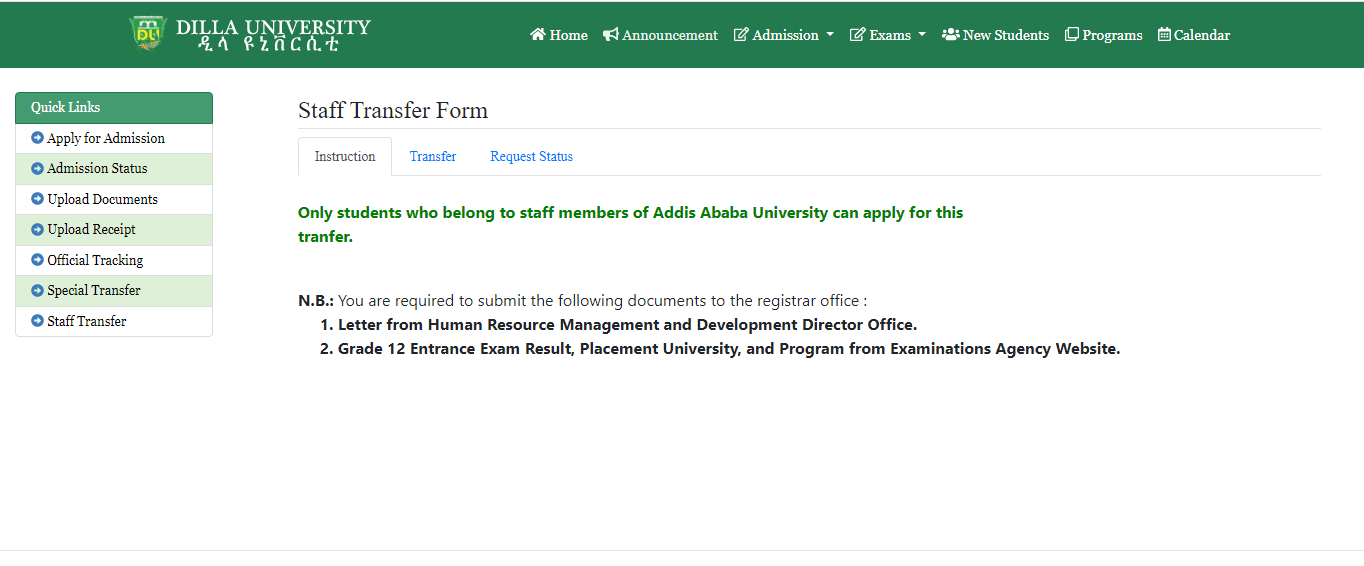 DILLA UNIVERSITY
ዲላ ዩኒቨርሲቲ
Home Announcement Admission Exams New Students Programs Calendar
Quick Links
Apply for Admission
Admission Status
Upload Documents
Upload Receipt
Official Tracking
Special Transfer
Staff Transfer
Staff Transfer Form
Instruction Transfer Request Status
Only students who belong to staff members of Addis Ababa University can apply for this
tranfer.
N.B.: You are required to submit the following documents to the registrar office :
1. Letter from Human Resource Management and Development Director Office.
2. Grade 12 Entrance Exam Result, Placement University, and Program from Examinations Agency Website.